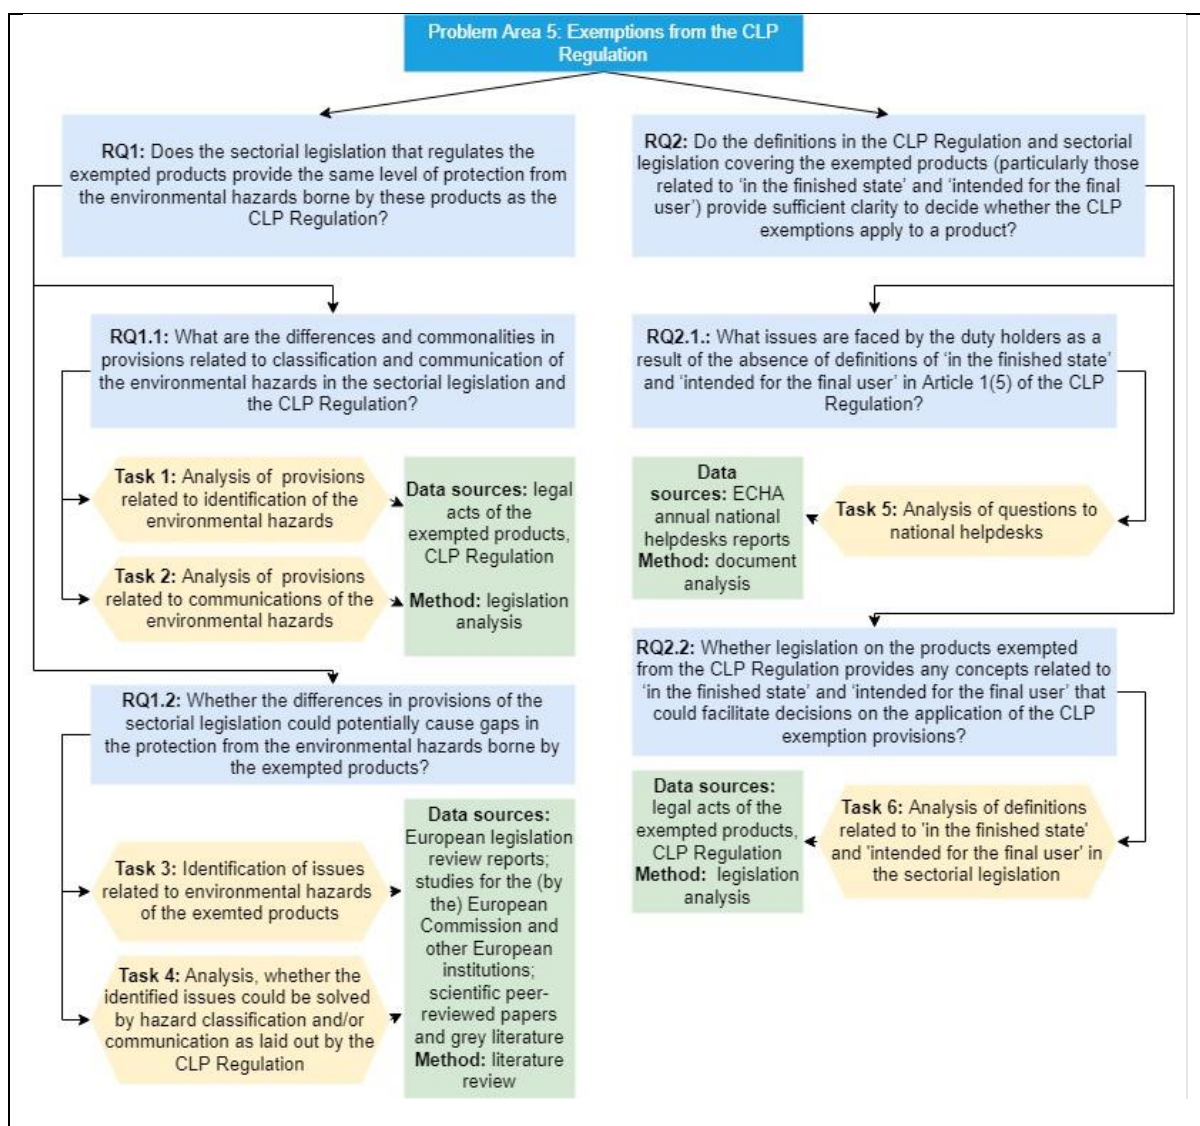 Problem Area 5: Exemptions from the CLP
Regulation
RQ1: Does the sectorial legislation that regulates the
exempted products provide the same level of protection from
the environmental hazards borne by these products as the
CLP Regulation?
RQ1.1: What are the differences and commonalities in
provisions related to classification and communication of
the environmental hazards in the sectorial legislation and
the CLP Regulation?
Task 1: Analysis of provisions
related to identification of the
environmental hazards
Task 2: Analysis of provisions
related to communications of the
environmental hazards
Data sources: legal
acts of the
exempted products,
CLP Regulation
Method: legislation
analysis
RQ1.2: Whether the differences in provisions of the
sectorial legislation could potentially cause gaps in
the protection from the environmental hazards borne by
the exempted products?
Task 3: Identification of issues
related to environmental hazards
of the exemted products
Task 4: Analysis, whether the
identified issues could be solved
by hazard classification and/or
communication as laid out by the
CLP Regulation
Data sources:
European legislation
review reports;
studies for the (by
the) European
Commission and
other European
institutions;
scientific peer-
reviewed papers
and grey literature
Method: literature
review
RQ2: Do the definitions in the CLP Regulation and sectorial
legislation covering the exempted products (particularly those
related to 'in the finished state' and 'intended for the final
user') provide sufficient clarity to decide whether the CLP
exemptions apply to a product?
RQ2.1.: What issues are faced by the duty holders as a
result of the absence of definitions of 'in the finished state'
and 'intended for the final user' in Article 1(5) of the CLP
Regulation?
Data
sources: ECHA
annual national
helpdesks reports
Method: document
analysis
Task 5: Analysis of questions to
national helpdesks
RQ2.2: Whether legislation on the products exempted
from the CLP Regulation provides any concepts related to
'in the finished state' and 'intended for the final user' that
could facilitate decisions on the application of the CLP
exemption provisions?
Data sources:
legal acts of the
exempted products,
CLP Regulation
Method: legislation
analysis
Task 6: Analysis of definitions
related to 'in the finished state'
and 'intended for the final user' in
the sectorial legislation